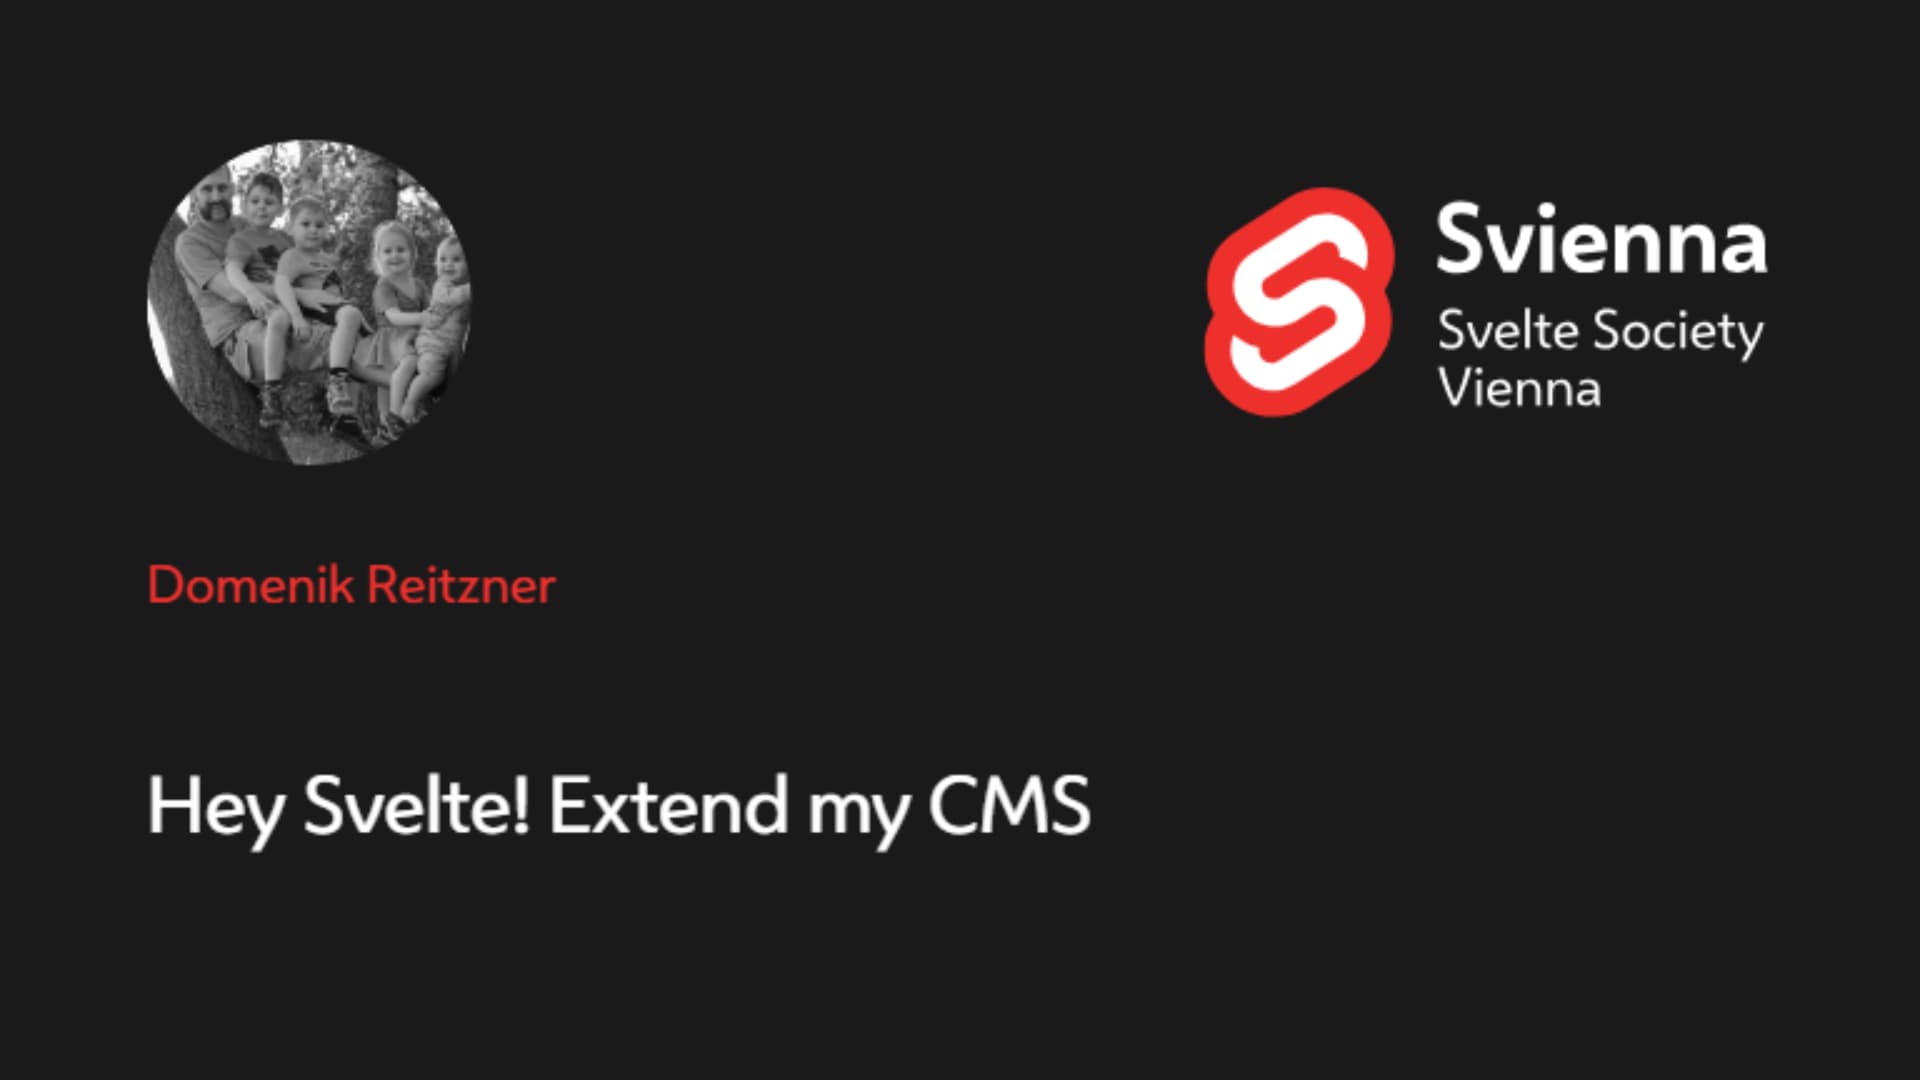 Svienna
Svelte Society
Vienna
Domenik Reitzner
Hey Svelte! Extend my CMS